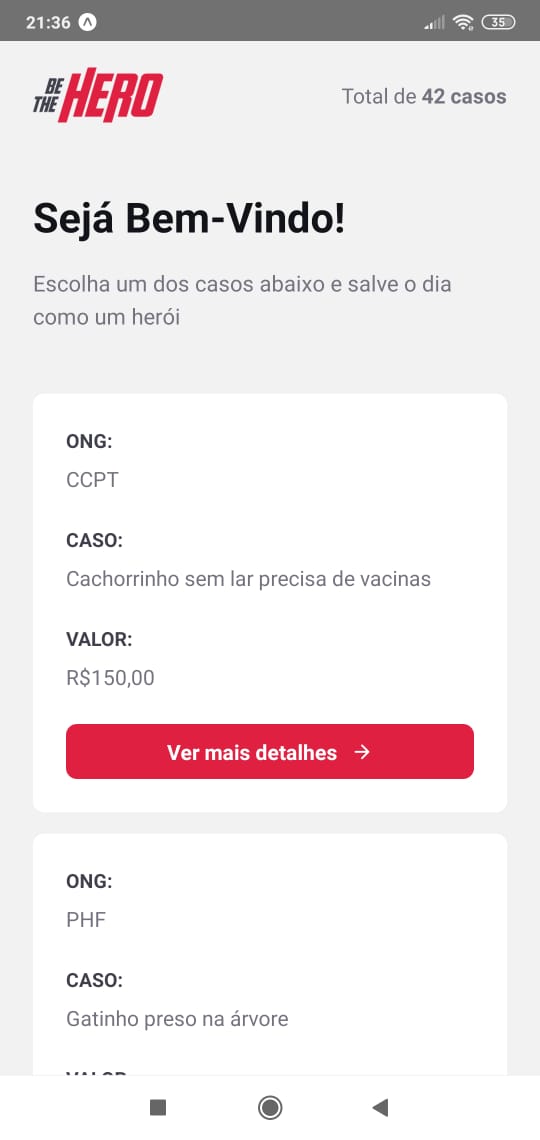 21:36
35
BE
THE HERO
Total de 42 casos
Sejá Bem-Vindo!
Escolha um dos casos abaixo e salve o dia
como um herói
ONG:
CCPT
CASO:
Cachorrinho sem lar precisa de vacinas
VALOR:
R$150,00
Ver mais detalhes →
ONG:
PHF
CASO:
Gatinho preso na árvore
VALOR